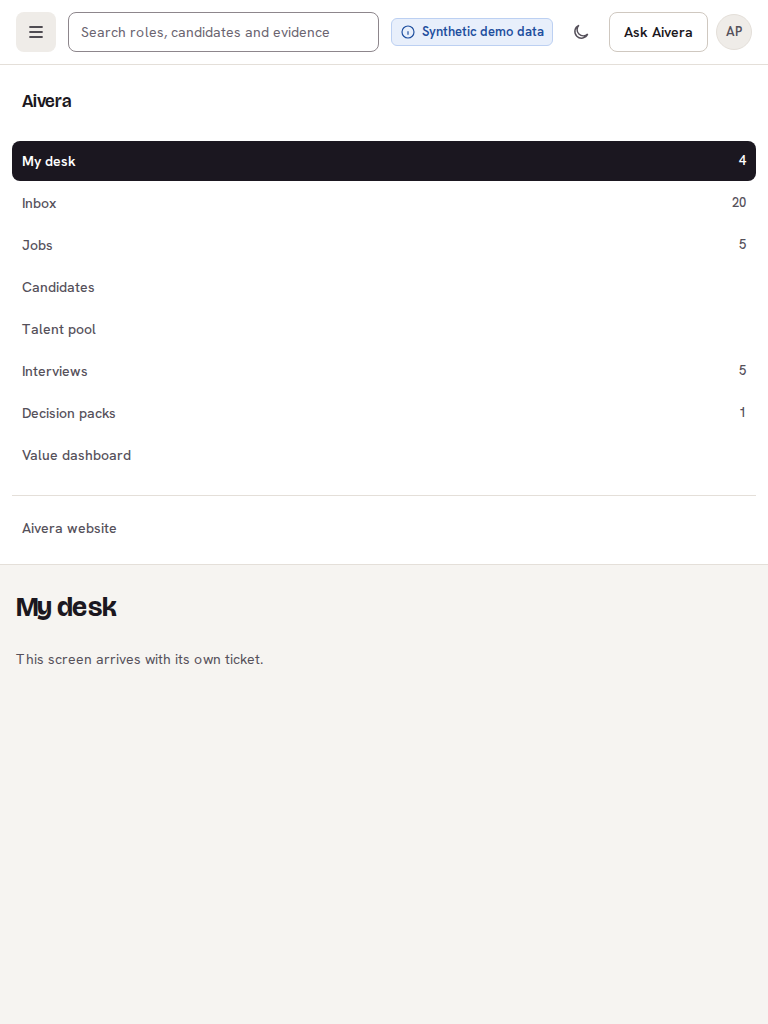 Search roles, candidates and evidence
Synthetic demo data
Ask Aivera
AP
Aivera
My desk 4
Inbox 20
Jobs 5
Candidates
Talent pool
Interviews 5
Decision packs 1
Value dashboard
Aivera website
My desk
This screen arrives with its own ticket.